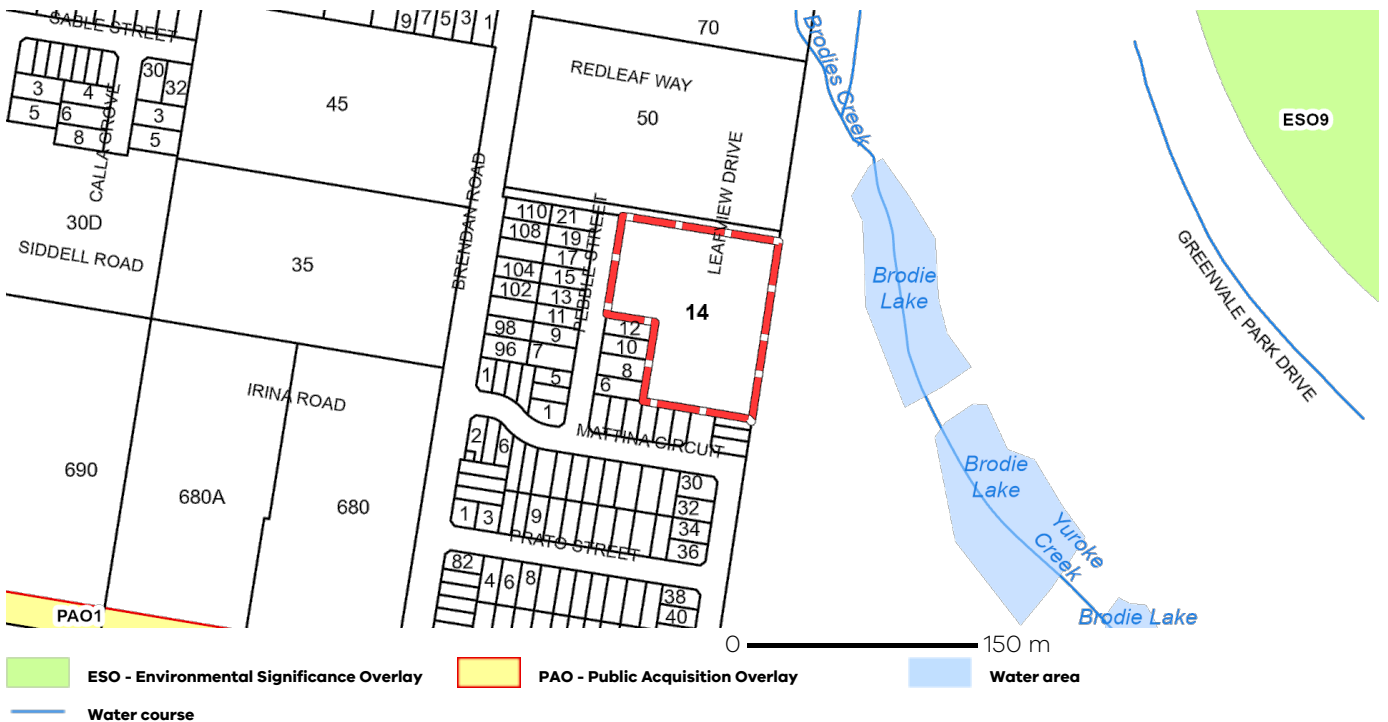 SABLE STREET
9 7 5 3 1
70
Brodies Creek
30
32
3 4
3
5 6
8
5
CALLA GROVE
45
REDLEAF WAY
50
ESO9
30D
SIDDELL ROAD
35
BRENDAN ROAD
LEAFVIEW DRIVE
PEBBLE STREET
GREENVALE PARK DRIVE
110 21
108 19
17
104 15
102 13
11
98 9
96 7
5
1
1
14
12
10
8
6
Brodie
Lake
IRINA ROAD
690
680A
680
MATTINA CIRCUIT
2 6
30
32
34
36
1 3 9
PRATO STREET
82
4 6 8
38
40
Brodie
Lake
Yuroke
Creek
Brodie Lake
PAO1
0 150 m
ESO - Environmental Significance Overlay
PAO - Public Acquisition Overlay
Water area
Water course